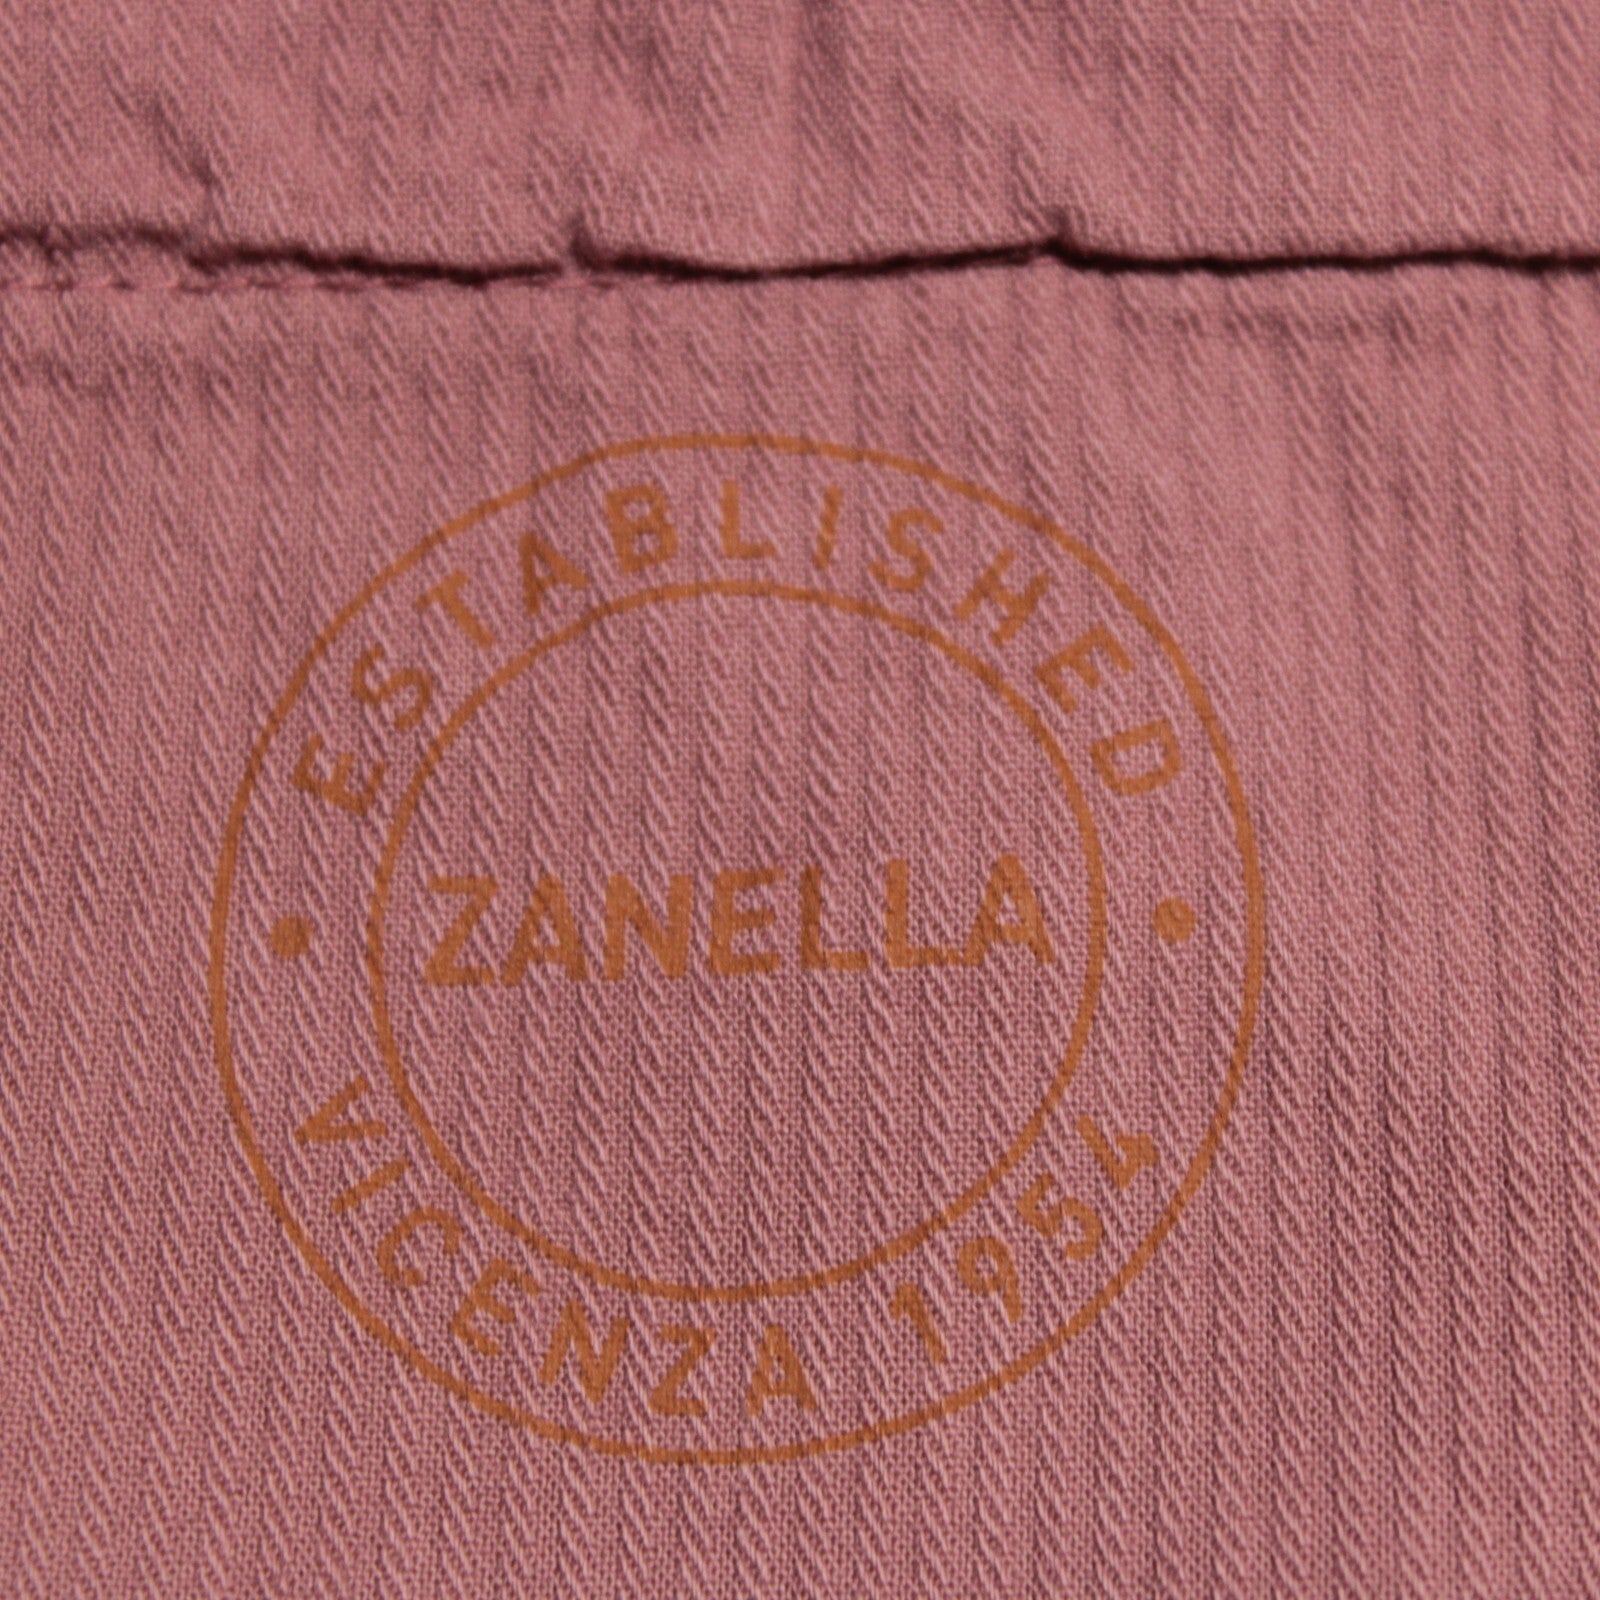 ESTABLISHED
ZANELLA
VICENZA 1954